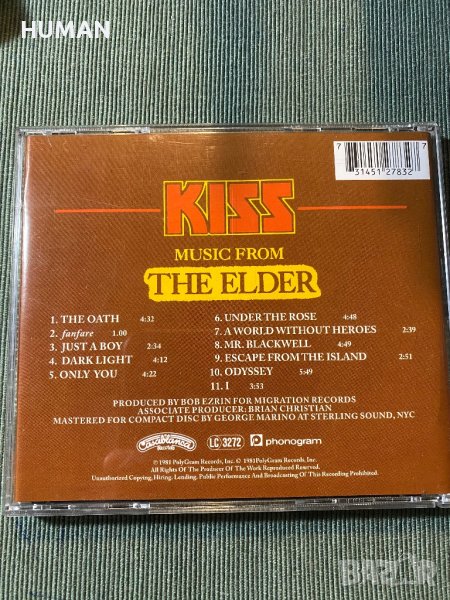 HUMAN
7 31451 27832 7
KISS
MUSIC FROM
THE ELDER
1. THE OATH 4:32
2. fanfare 1.00
3. JUST A BOY 2:34
4. DARK LIGHT 4:12
5. ONLY YOU 4:22
6. UNDER THE ROSE 4:48
7. A WORLD WITHOUT HEROES 2:39
8. MR. BLACKWELL 4:49
9. ESCAPE FROM THE ISLAND 2:51
10. ODYSSEY 5:49
11. I 3:53
PRODUCED BY BOB EZRIN FOR MIGRATION RECORDS
ASSOCIATE PRODUCER: BRIAN CHRISTIAN
MASTERED FOR COMPACT DISC BY GEORGE MARINO AT STERLING SOUND, NYC
Casablanca
LC 3272
phonogram
© 1981 PolyGram Records, Inc. ℗ 1981 PolyGram Records, Inc.
All Rights Of The Producer Of The Work Reproduced Reserved.
Unauthorized Copying, Hiring, Lending, Public Performance And Broadcasting Of This Recording Prohibited.
BAZAR.BG